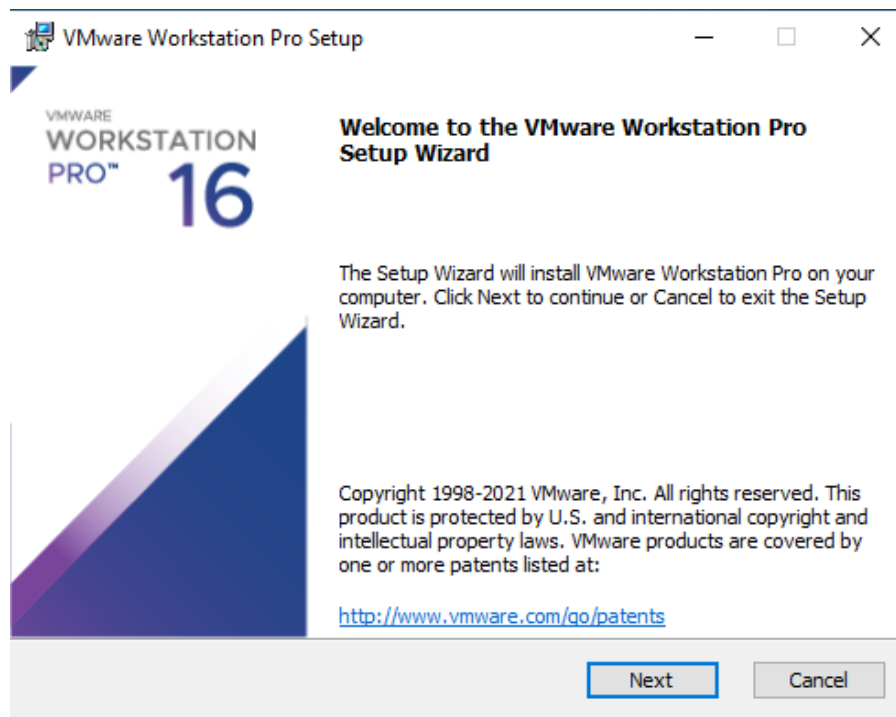 VMware Workstation Pro Setup
VMWARE
WORKSTATION
PRO™
16
Welcome to the VMware Workstation Pro
Setup Wizard
The Setup Wizard will install VMware Workstation Pro on your
computer. Click Next to continue or Cancel to exit the Setup
Wizard.
Copyright 1998-2021 VMware, Inc. All rights reserved. This
product is protected by U.S. and international copyright and
intellectual property laws. VMware products are covered by
one or more patents listed at:
http://www.vmware.com/go/patents
Next
Cancel